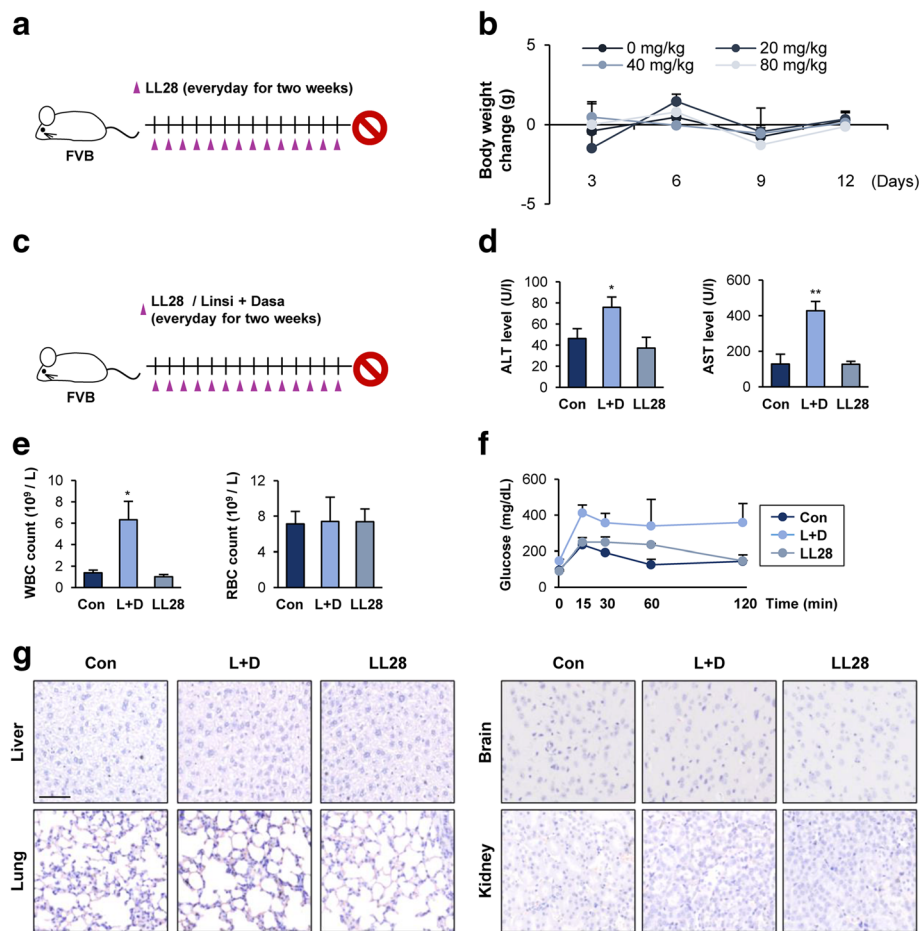 a
LL28 (everyday for two weeks)
FVB
b
Body weight
change (g)
5
0
-5
0 mg/kg
20 mg/kg
40 mg/kg
80 mg/kg
3
6
9
12
(Days)
c
LL28 / Linsi + Dasa
(everyday for two weeks)
FVB
d
ALT level (U/l)
100
80
60
40
20
0
*
Con
L+D
LL28
AST level (U/l)
600
400
200
0
**
Con
L+D
LL28
e
WBC count (10⁹ / L)
10
8
6
4
2
0
*
Con
L+D
LL28
RBC count (10⁹ / L)
12
8
4
0
Con
L+D
LL28
f
Glucose (mg/dL)
600
400
200
0
0
15
30
60
120
Time (min)
Con
L+D
LL28
g
Con
L+D
LL28
Liver
Lung
Con
L+D
LL28
Brain
Kidney